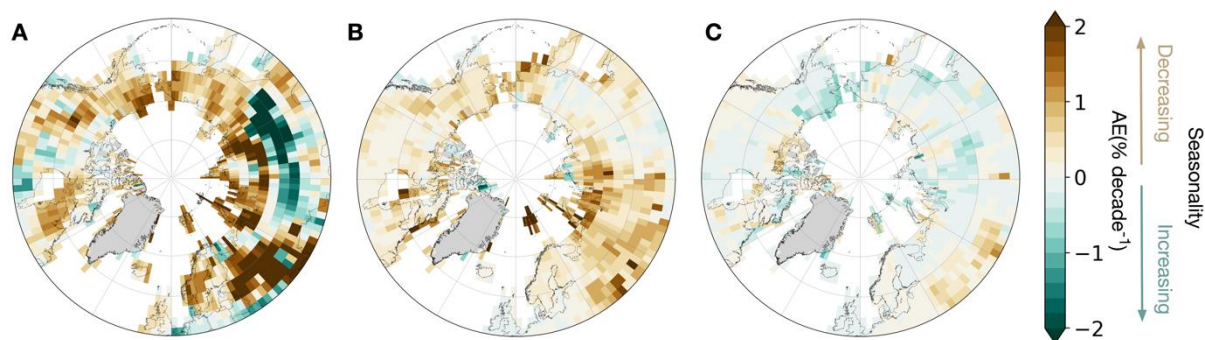 A
B
C
2
1
0
−1
−2
AE(% decade⁻¹)
Decreasing
Increasing
Seasonality